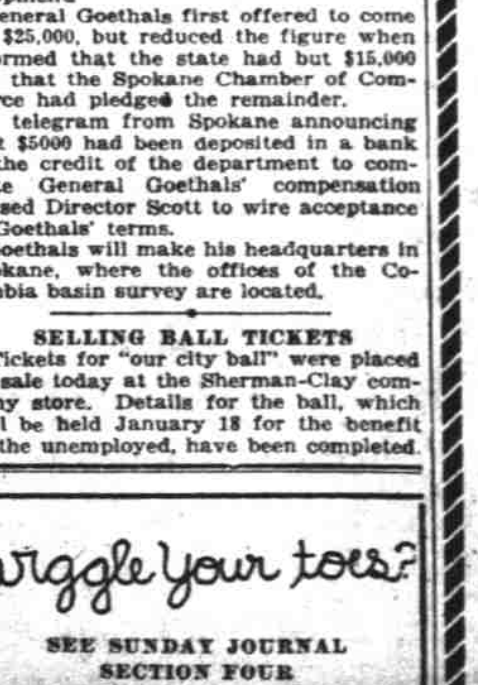 eneral Goethals first offered to come
$25,000, but reduced the figure when
ormed that the state had but $15,000
that the Spokane Chamber of Com-
rce had pledged the remainder.
telegram from Spokane announcing
t $5000 had been deposited in a bank
the credit of the department to com-
e General Goethals' compensation
sed Director Scott to wire acceptance
Goethals' terms.
oethals will make his headquarters in
kane, where the offices of the Co-
bia basin survey are located.
SELLING BALL TICKETS
Tickets for "our city ball" were placed
sale today at the Sherman-Clay com-
ny store. Details for the ball, which
l be held January 18 for the benefit
the unemployed, have been completed.
wiggle your toes?
SEE SUNDAY JOURNAL
SECTION FOUR